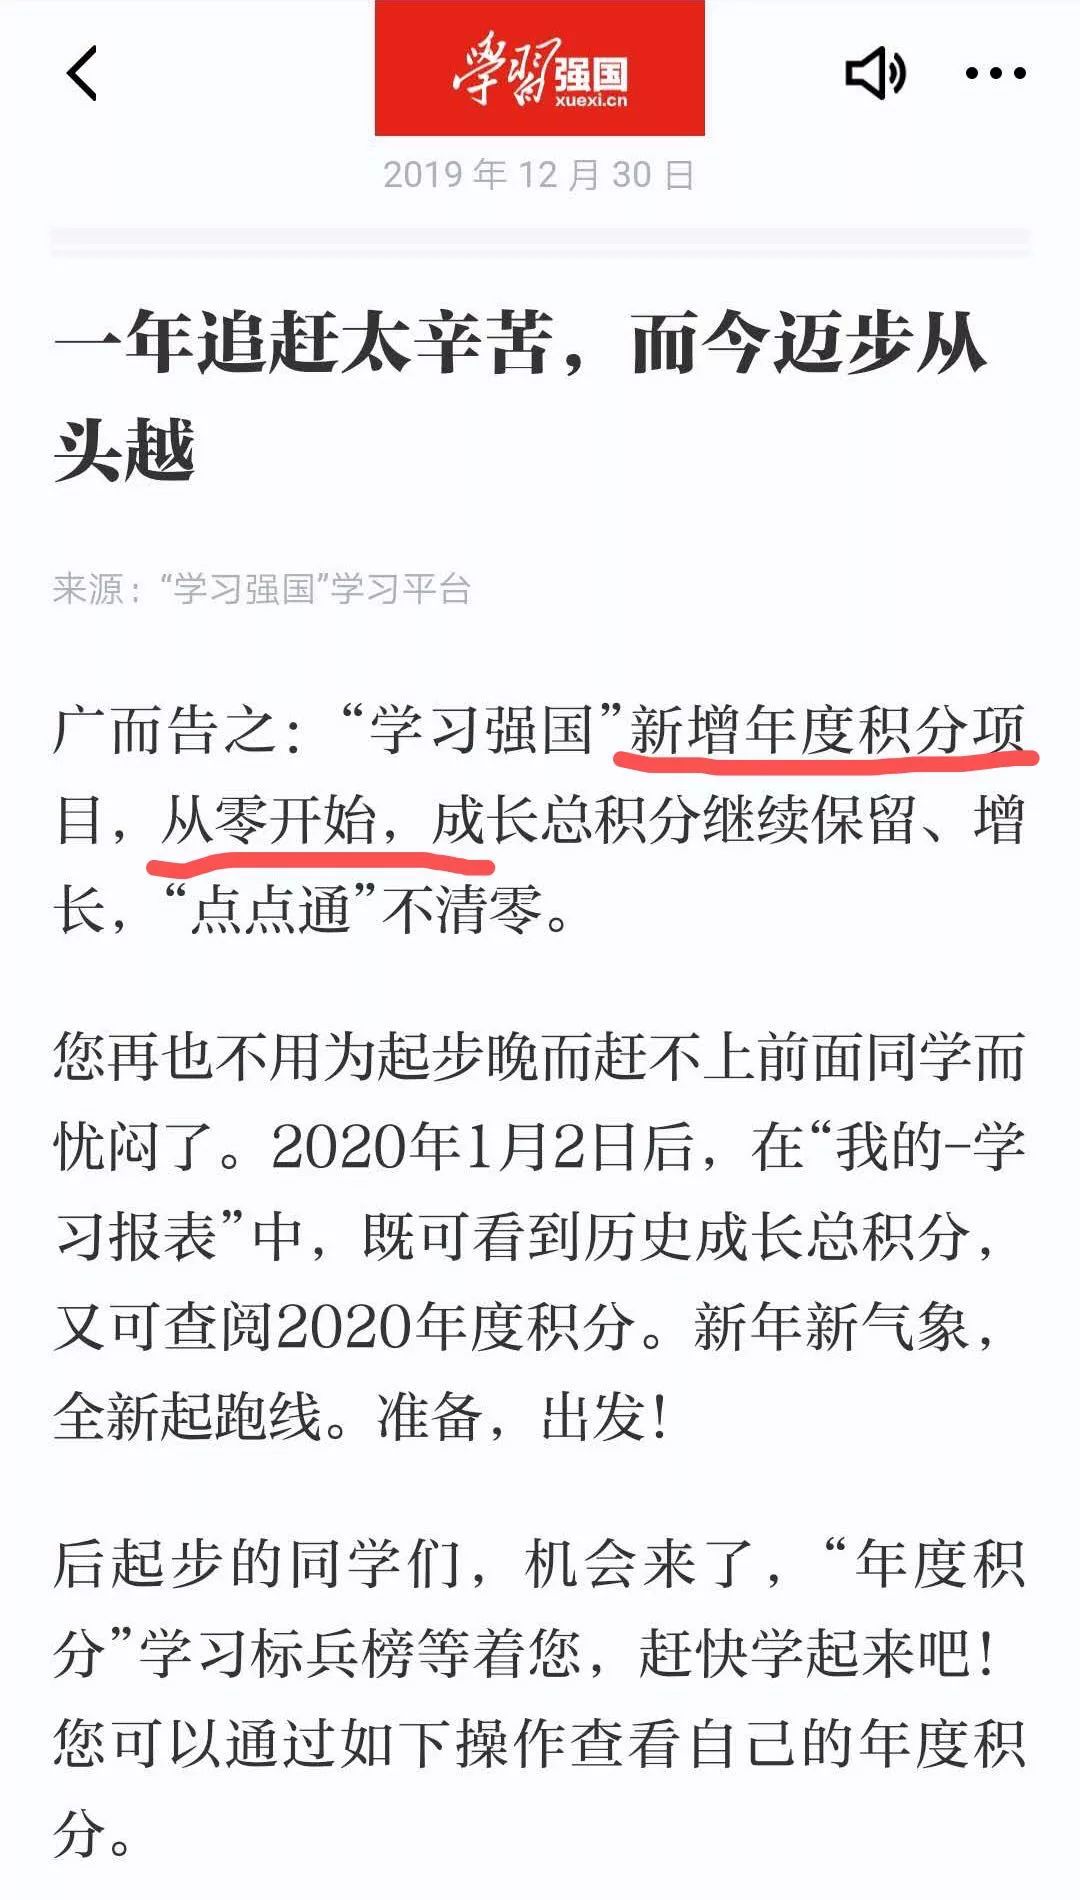 學習强国
xuexi.cn
2019 年 12 月 30 日
一年追赶太辛苦，而今迈步从
头越
来源：“学习强国”学习平台
广而告之：“学习强国”新增年度积分项
目，从零开始，成长总积分继续保留、增
长，“点点通”不清零。
您再也不用为起步晚而赶不上前面同学而
忧闷了。2020年1月2日后，在“我的-学
习报表”中，既可看到历史成长总积分，
又可查阅2020年度积分。新年新气象，
全新起跑线。准备，出发！
后起步的同学们，机会来了，“年度积
分”学习标兵榜等着您，赶快学起来吧！
您可以通过如下操作查看自己的年度积
分。